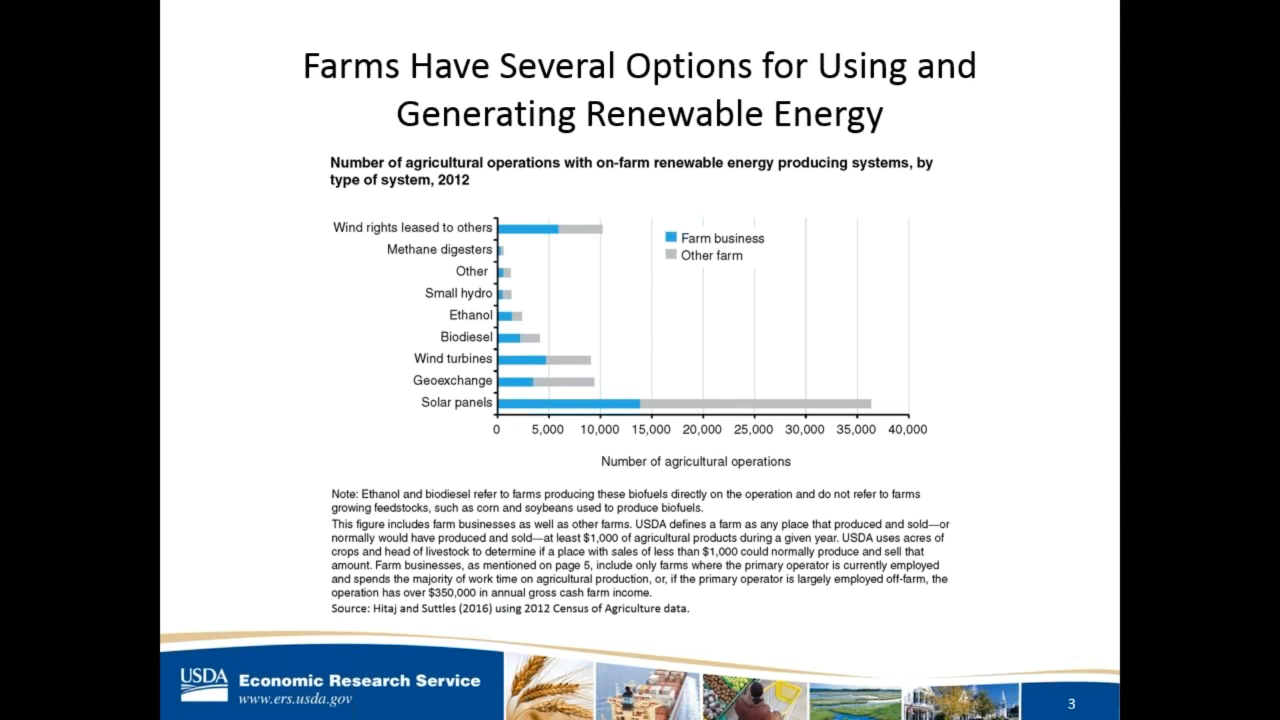 Farms Have Several Options for Using and
Generating Renewable Energy
Number of agricultural operations with on-farm renewable energy producing systems, by
type of system, 2012
Wind rights leased to others
Methane digesters
Other
Small hydro
Ethanol
Biodiesel
Wind turbines
Geoexchange
Solar panels
Farm business
Other farm
0 5,000 10,000 15,000 20,000 25,000 30,000 35,000 40,000
Number of agricultural operations
Note: Ethanol and biodiesel refer to farms producing these biofuels directly on the operation and do not refer to farms
growing feedstocks, such as corn and soybeans used to produce biofuels.
This figure includes farm businesses as well as other farms. USDA defines a farm as any place that produced and sold—or
normally would have produced and sold—at least $1,000 of agricultural products during a given year. USDA uses acres of
crops and head of livestock to determine if a place with sales of less than $1,000 could normally produce and sell that
amount. Farm businesses, as mentioned on page 5, include only farms where the primary operator is currently employed
and spends the majority of work time on agricultural production, or, if the primary operator is largely employed off-farm, the
operation has over $350,000 in annual gross cash farm income.
Source: Hitaj and Suttles (2016) using 2012 Census of Agriculture data.
USDA Economic Research Service
www.ers.usda.gov
3